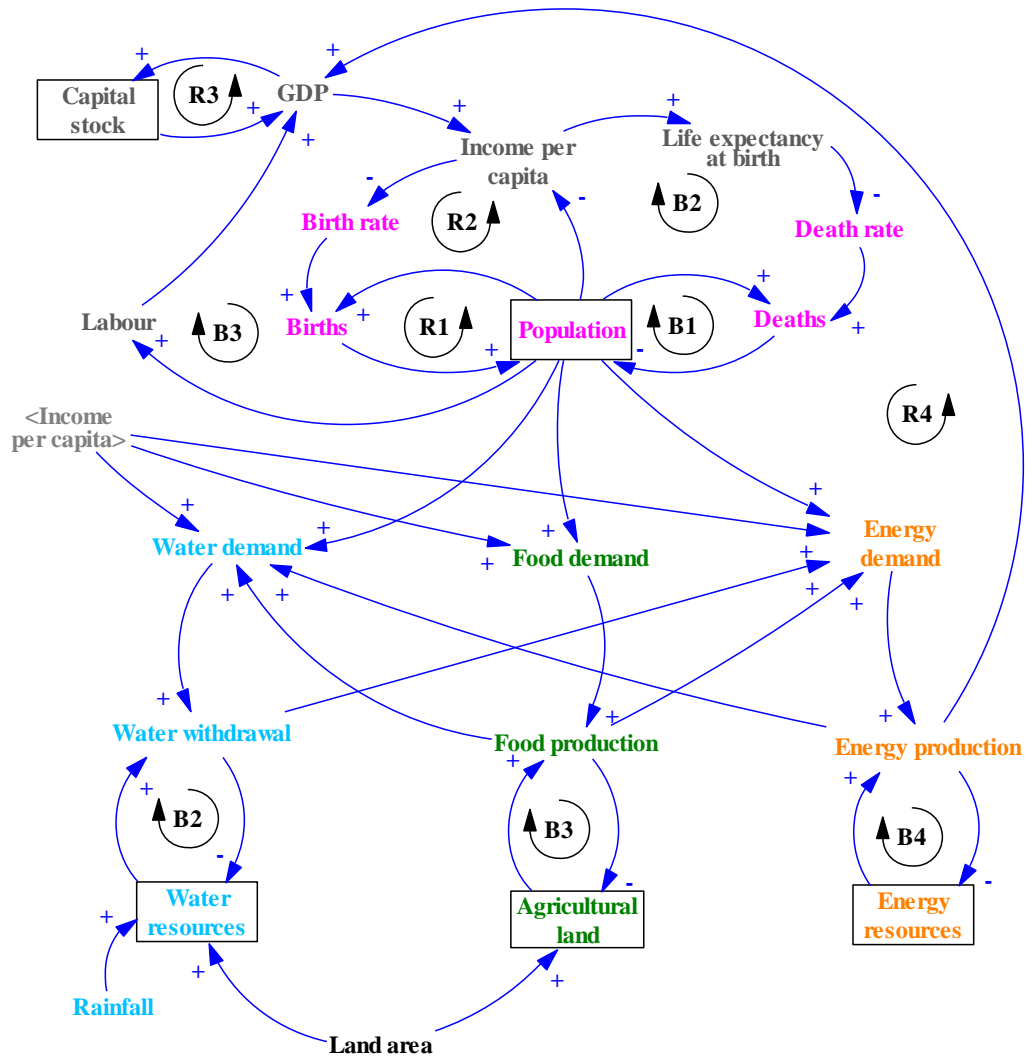 +
+
R3
GDP
Capital
stock
+
+
+
+
Life expectancy
at birth
Income per
capita
-
R2
-
B2
-
Birth rate
Death rate
+
+
+
+
Labour
+
B3
Births
R1
+
Population
-
B1
Deaths
+
<Income
per capita>
R4
+
+
+
+
Water demand
+
Food demand
+
Energy
demand
+
+
+
+
+
+
+
Water withdrawal
Food production
Energy production
+
+
+
B2
B3
B4
-
-
-
Water
resources
Agricultural
land
Energy
resources
+
+
+
Rainfall
Land area